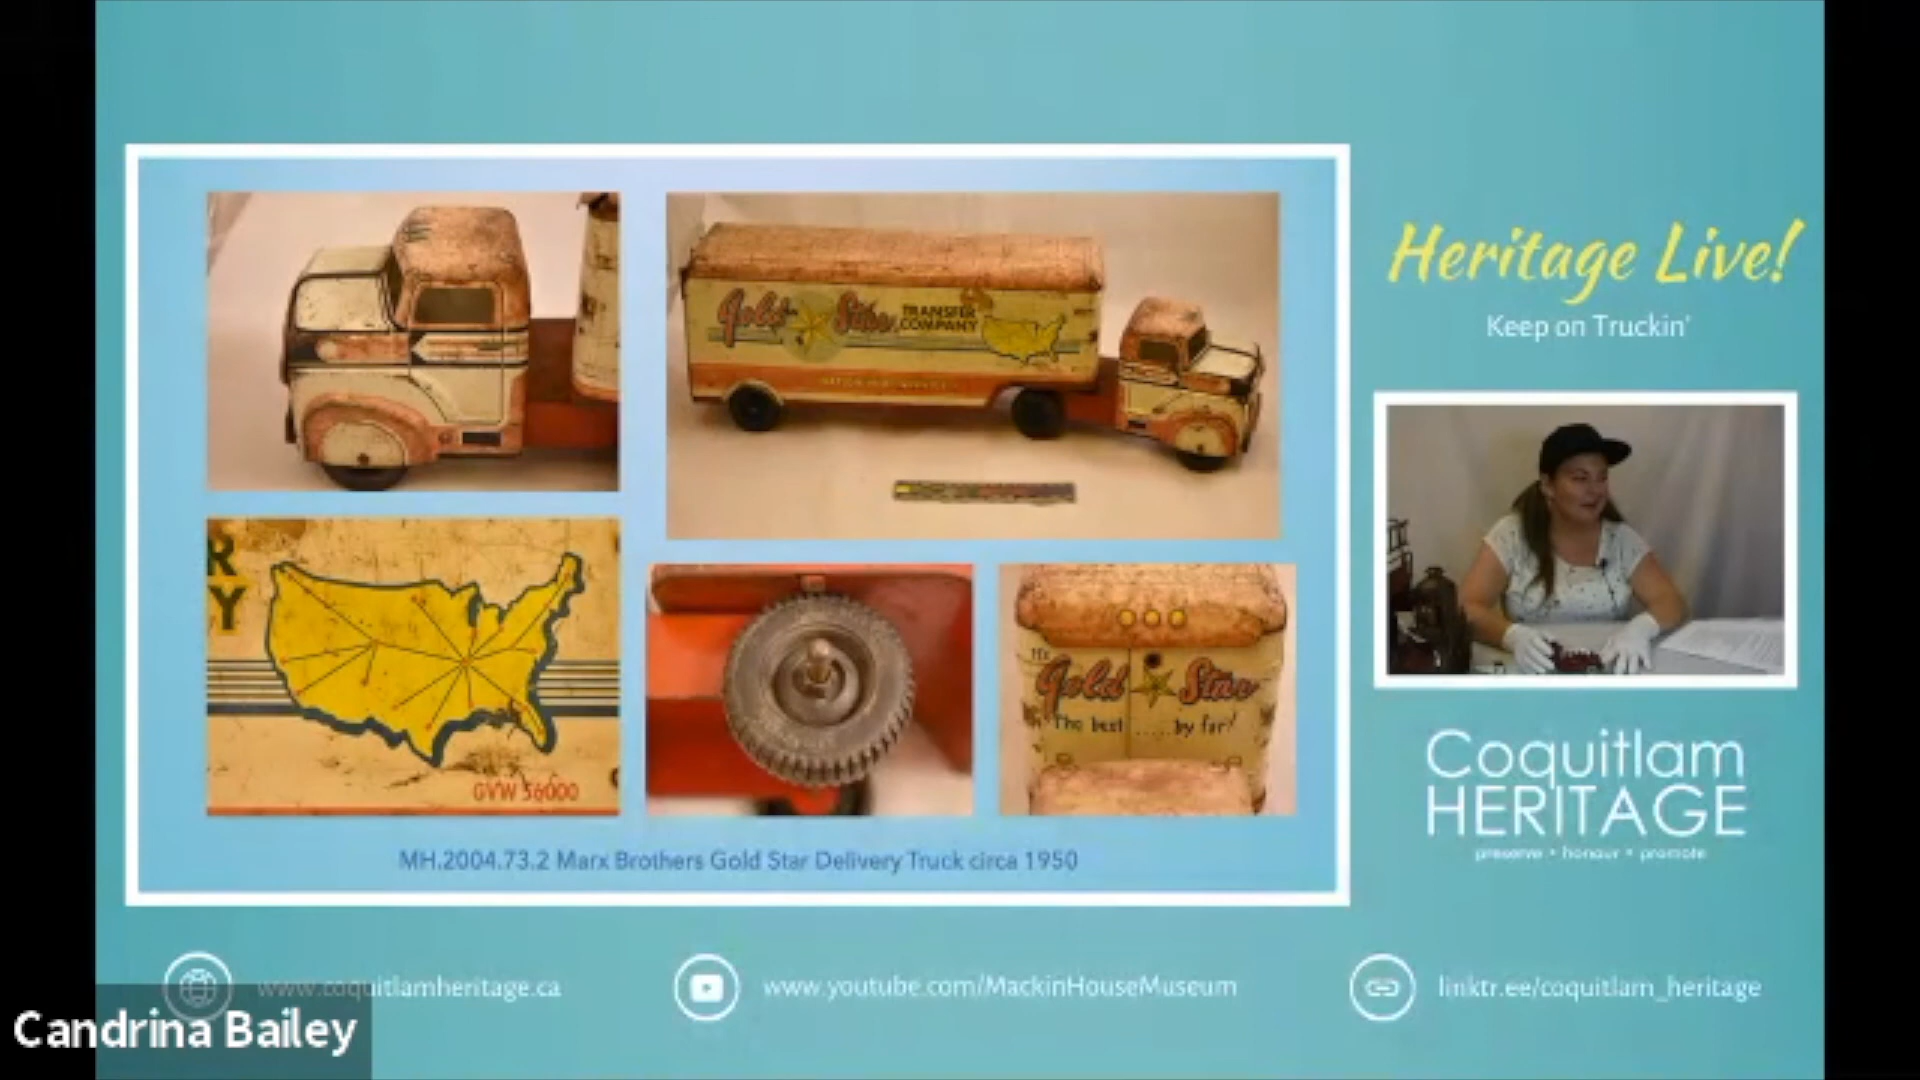 Heritage Live!
Keep on Truckin'
Gold Star TRANSFER
COMPANY
R
Y
GVW 56000
Gold Star
The best ..... by far!
MH.2004.73.2 Marx Brothers Gold Star Delivery Truck circa 1950
Coquitlam
HERITAGE
preserve • honour • promote
www.coquitlamheritage.ca
www.youtube.com/MackinHouseMuseum
linktr.ee/coquitlam_heritage
Candrina Bailey